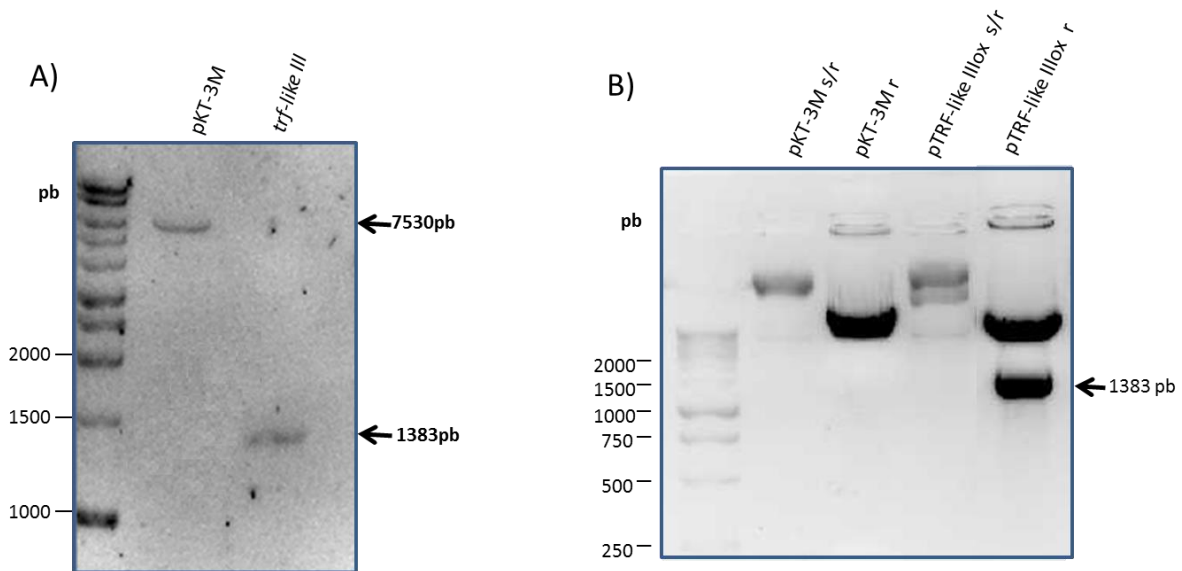 A)
pKT-3M
trf-like III
pb
7530pb
2000
1500
1383pb
1000
B)
pKT-3M s/r
pKT-3M r
pTRF-like IIIox s/r
pTRF-like IIIox r
pb
2000
1500
1383 pb
1000
750
500
250